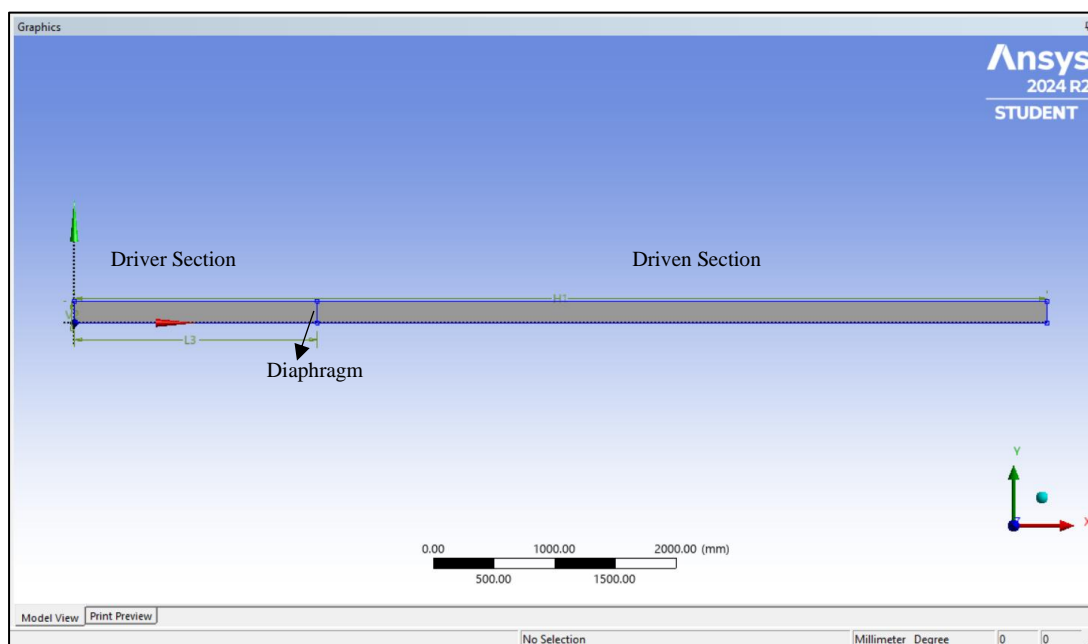 Graphics
Ansys
2024 R2
STUDENT
Driver Section
Driven Section
H1
V2
L3
Diaphragm
Y
X
0.00
1000.00
2000.00 (mm)
500.00
1500.00
Model View
Print Preview
No Selection
Millimeter
Degree
0
0